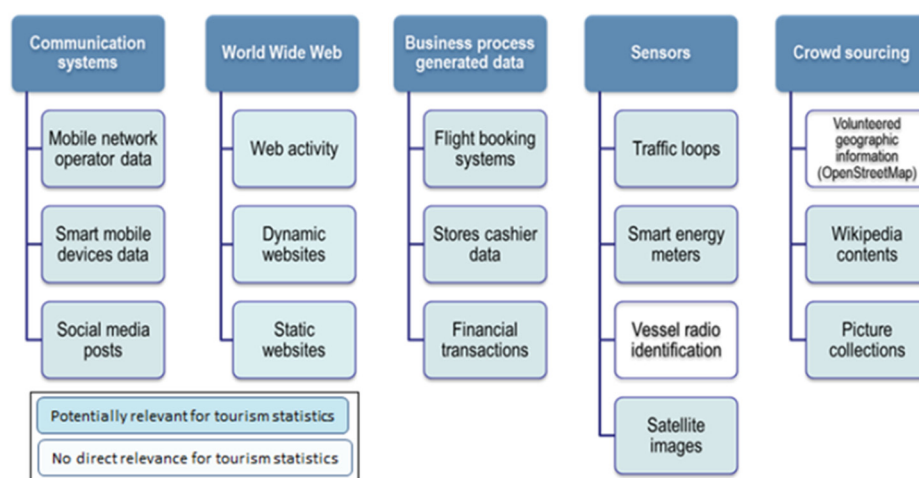 Communication
systems
Mobile network
operator data
Smart mobile
devices data
Social media
posts
World Wide Web
Web activity
Dynamic
websites
Static
websites
Business process
generated data
Flight booking
systems
Stores cashier
data
Financial
transactions
Sensors
Traffic loops
Smart energy
meters
Vessel radio
identification
Satellite
images
Crowd sourcing
Volunteered
geographic
information
(OpenStreetMap)
Wikipedia
contents
Picture
collections
Potentially relevant for tourism statistics
No direct relevance for tourism statistics